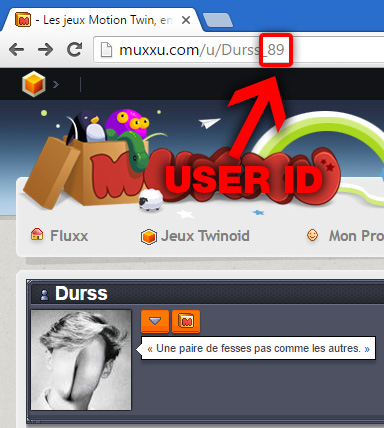 - Les jeux Motion Twin, en
muxxu.com/u/Durss_89
MUXXU
USER ID
Fluxx
Jeux Twinoid
Mon Pro
Durss
« Une paire de fesses pas comme les autres. »